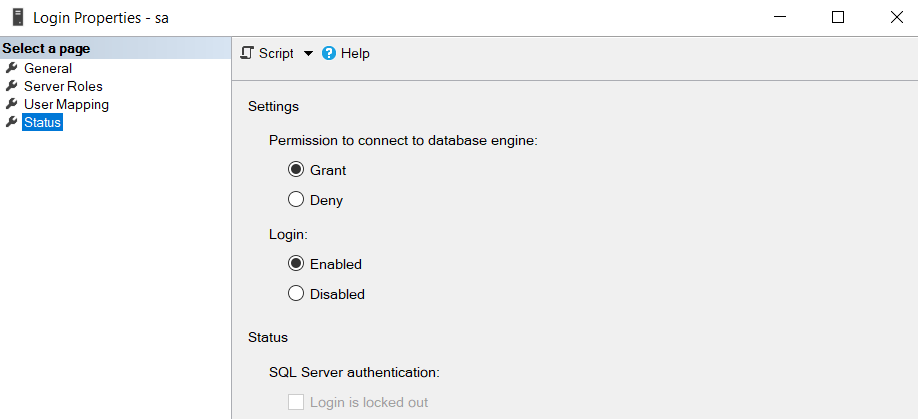 Login Properties - sa
Select a page
General
Server Roles
User Mapping
Status
Script
Help
Settings
Permission to connect to database engine:
Grant
Deny
Login:
Enabled
Disabled
Status
SQL Server authentication:
Login is locked out